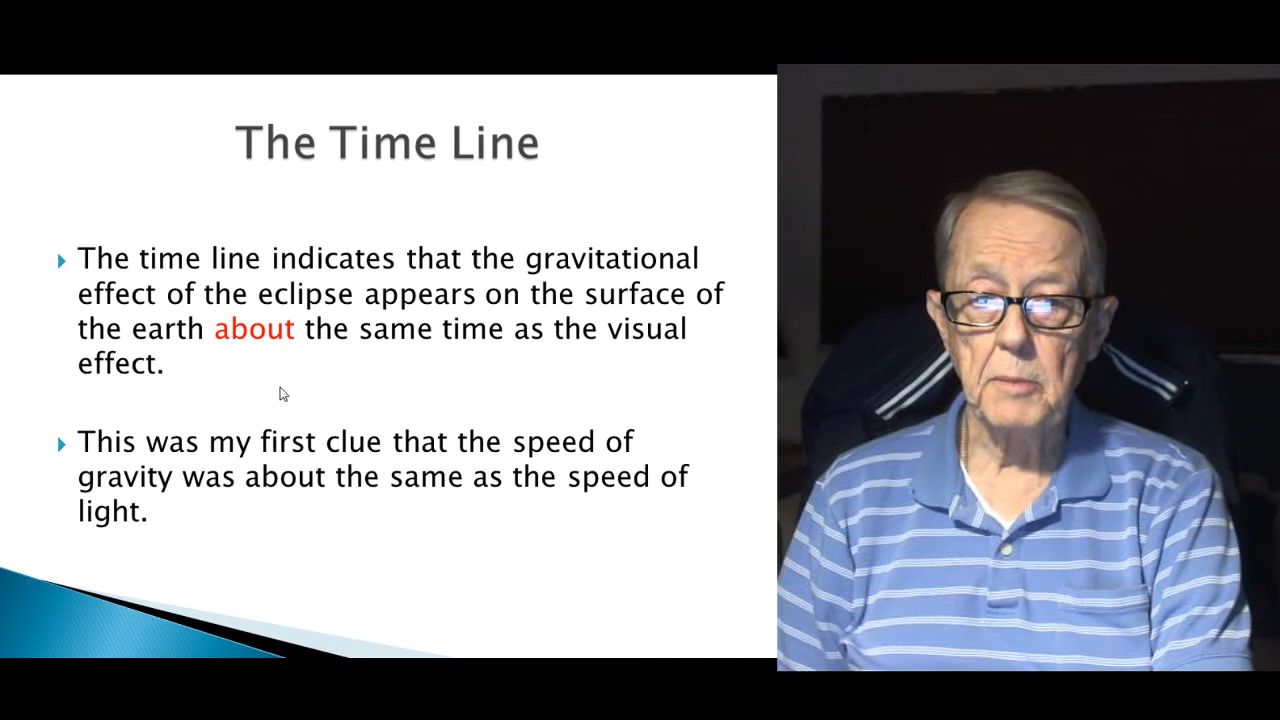 The Time Line
The time line indicates that the gravitational
effect of the eclipse appears on the surface of
the earth about the same time as the visual
effect.
This was my first clue that the speed of
gravity was about the same as the speed of
light.